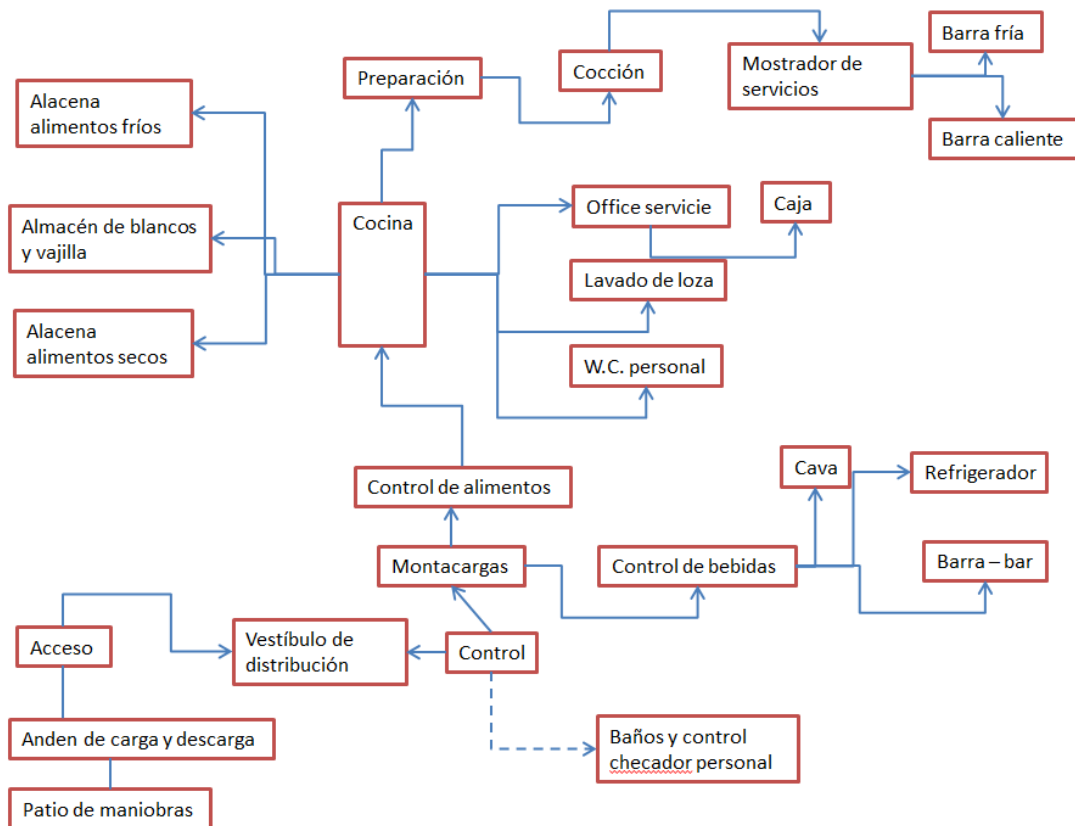 Barra fría
Preparación
Cocción
Mostrador de
servicios
Alacena
alimentos fríos
Barra caliente
Cocina
Office servicie
Caja
Almacén de blancos
y vajilla
Lavado de loza
Alacena
alimentos secos
W.C. personal
Control de alimentos
Cava
Refrigerador
Montacargas
Control de bebidas
Barra – bar
Acceso
Vestíbulo de
distribución
Control
Anden de carga y descarga
Baños y control
checador personal
Patio de maniobras